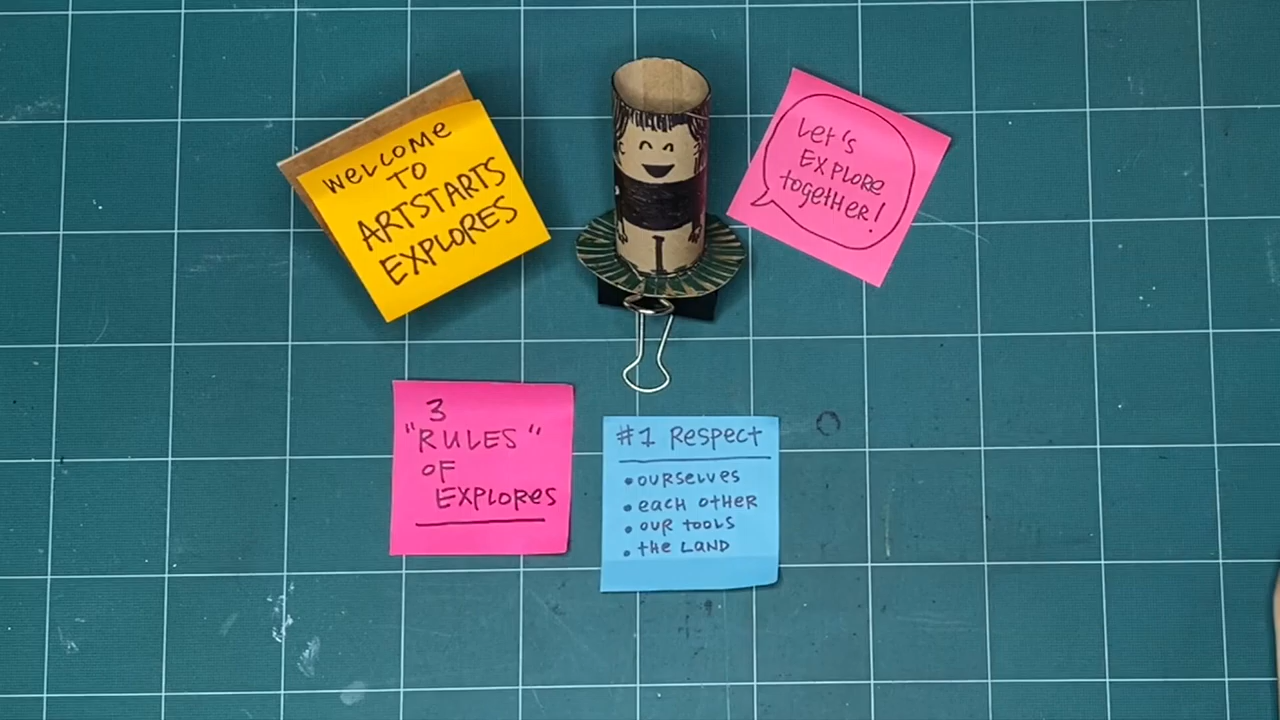 Welcome
TO
ARTSTARTS
EXPLORES
Let's
EXPLORE
together!
3
"RULES"
OF
EXPLORES
#1 Respect
• OURSELVES
• EACH OTHER
• OUR TOOLS
• the LAND